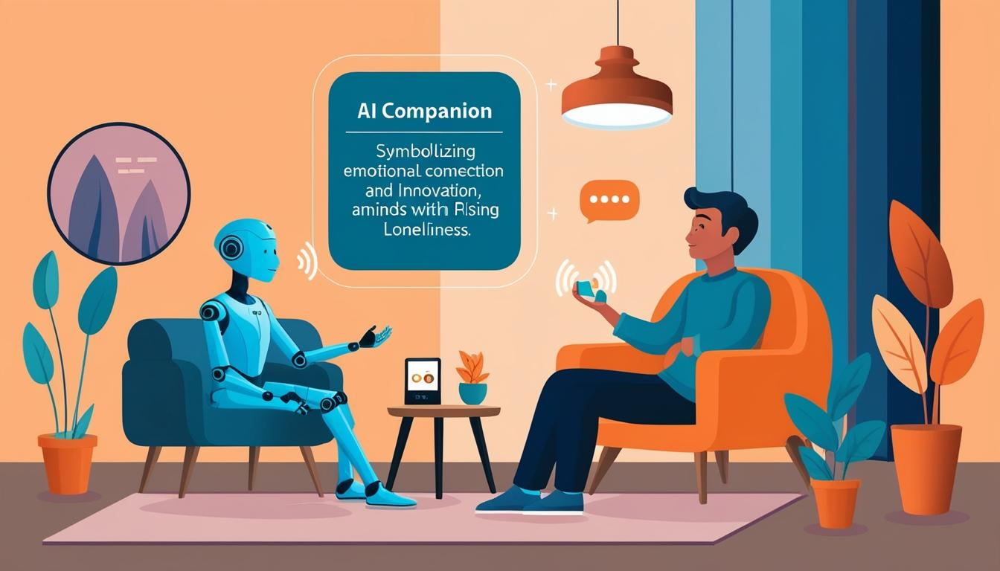 AI Companion
Symbollizing
emotional comection
and Innovation,
aminds with Rising
Loneliness.